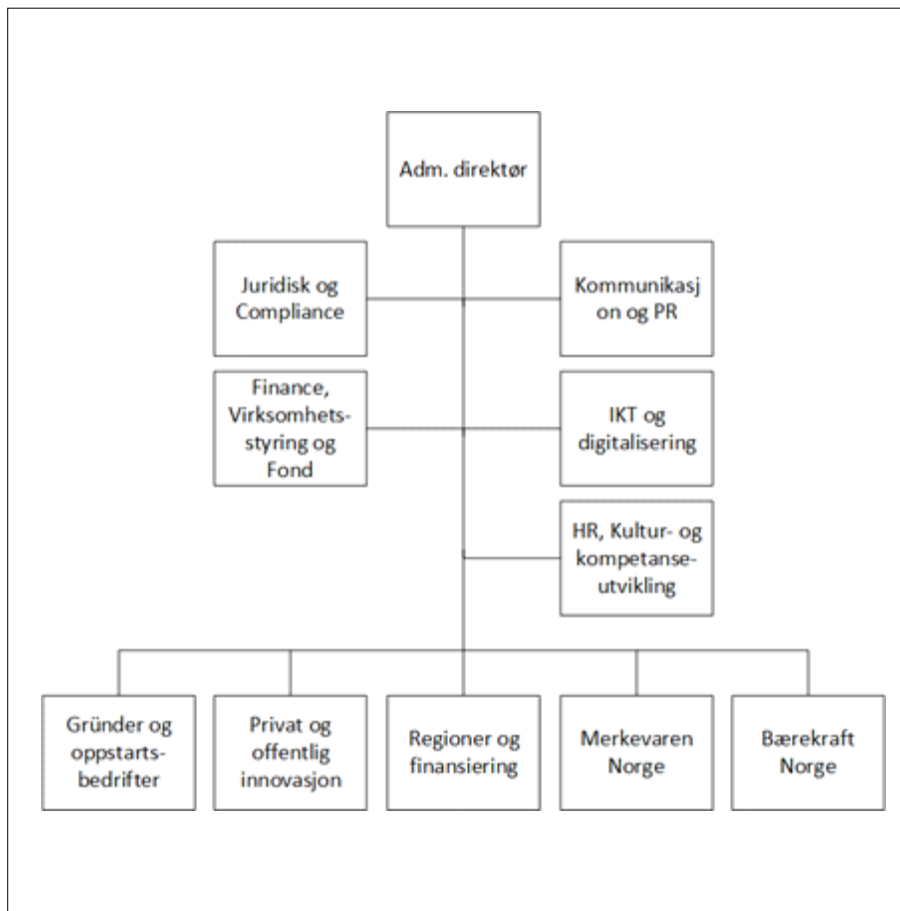 Adm. direktør
Juridisk og
Compliance
Kommunikasj
on og PR
Finance,
Virksomhets-
styring og
Fond
IKT og
digitalisering
HR, Kultur- og
kompetanse-
utvikling
Gründer og
oppstarts-
bedrifter
Privat og
offentlig
innovasjon
Regioner og
finansiering
Merkevaren
Norge
Bærekraft
Norge